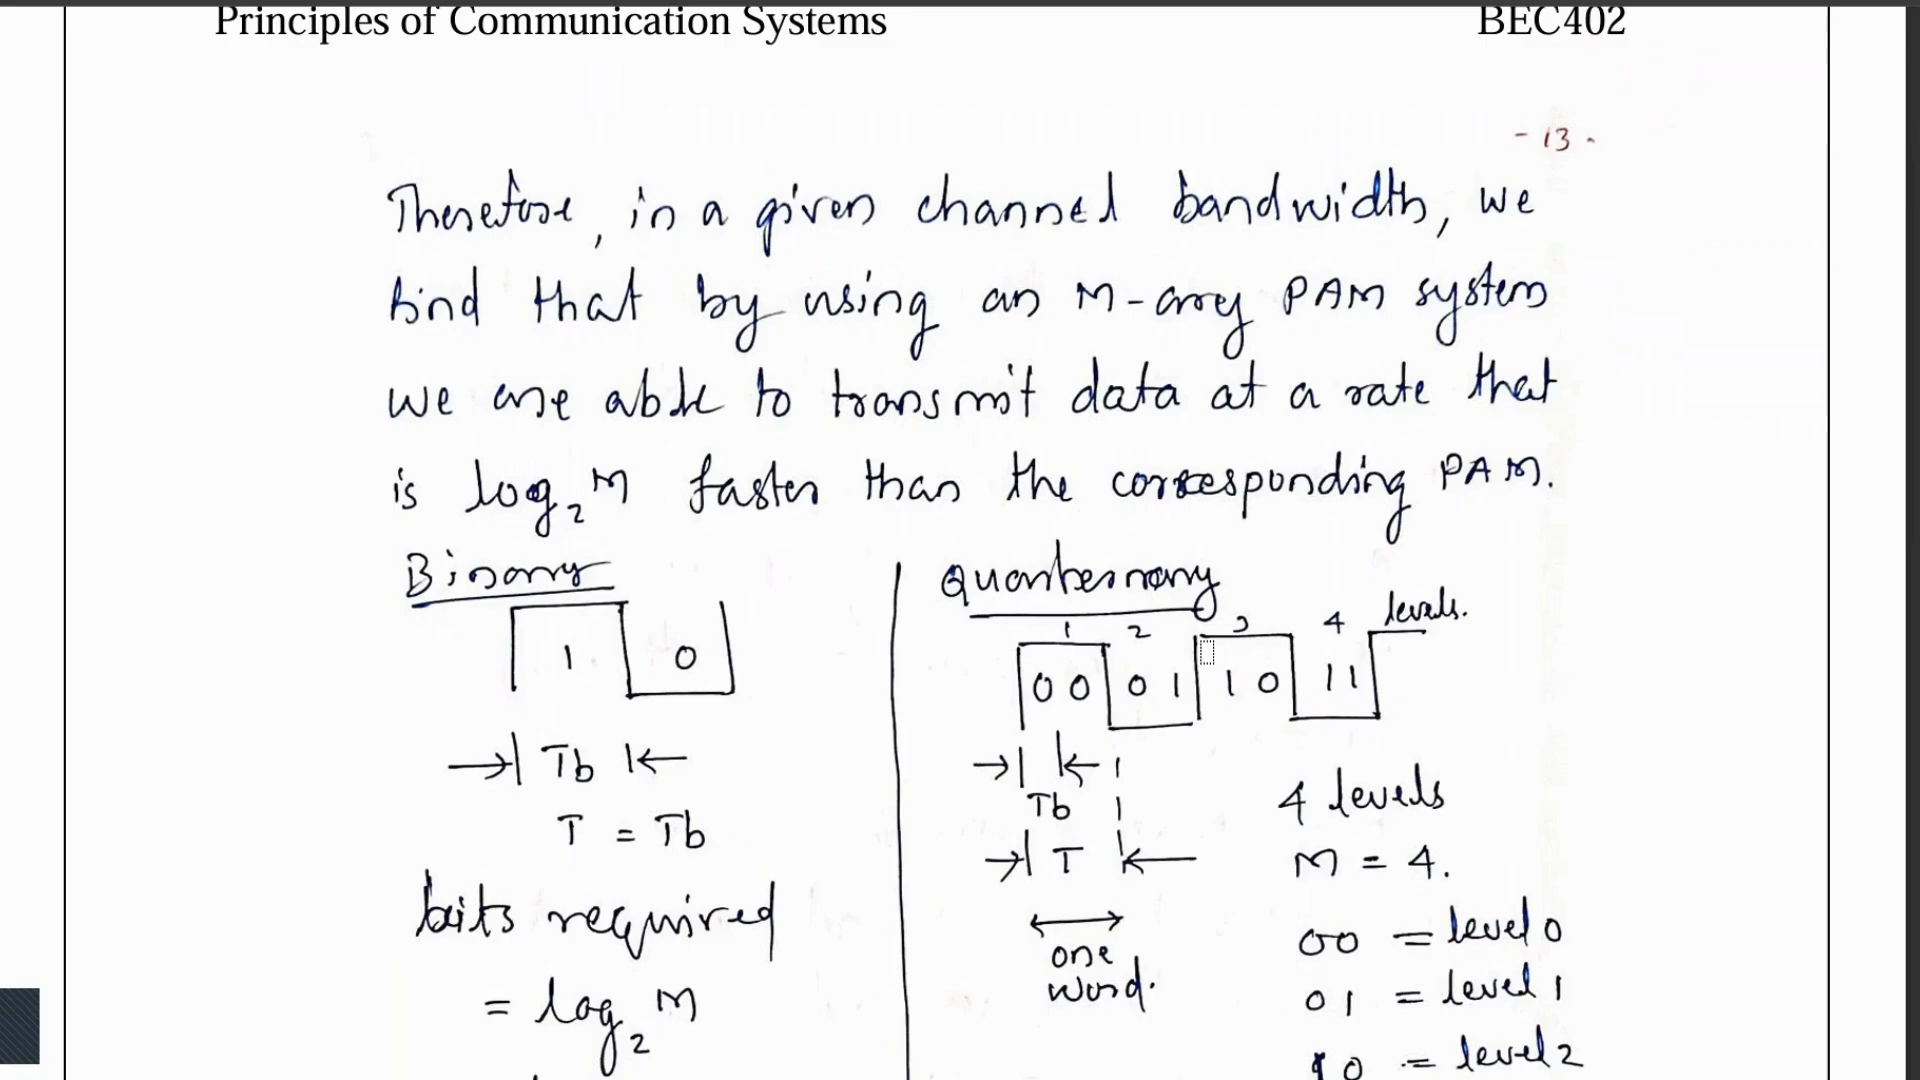 Principles of Communication Systems BEC402
- 13 -
Therefore, in a given channel bandwidth, we
find that by using an M-ary PAM system
we are able to transmit data at a rate that
is log₂M faster than the corresponding PAM.
Binary
1 0
Tb
T = Tb
bits required
= log₂M
Quarternary
1 2 3 4 levels.
00 01 10 11
Tb
T
one
word.
4 levels
M = 4.
00 = level 0
01 = level 1
10 = level 2